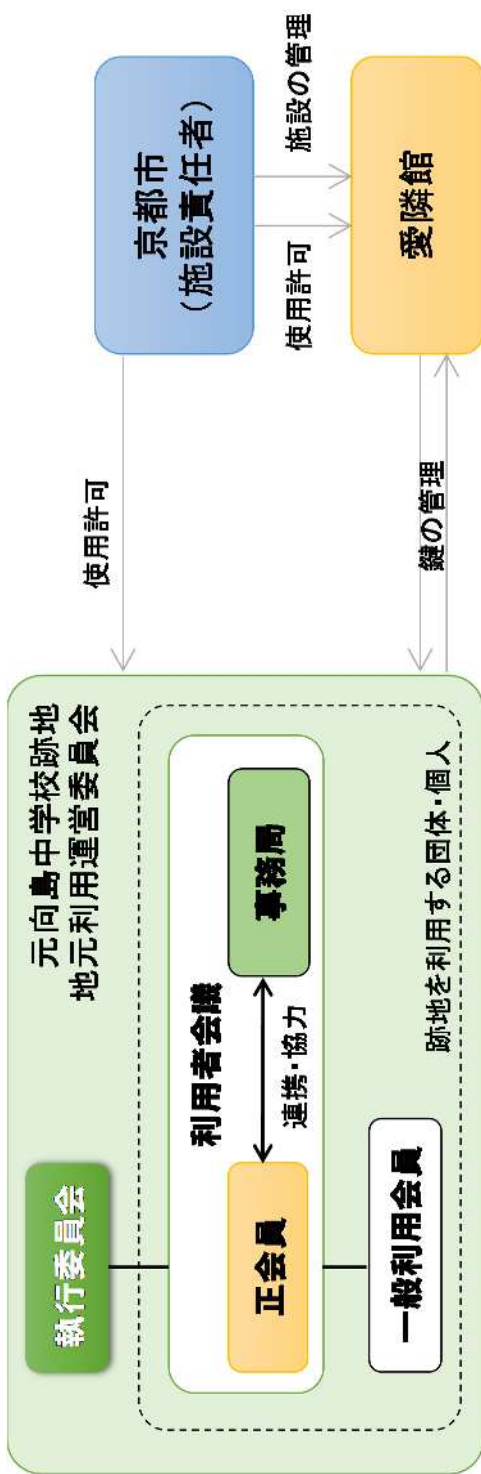 元向島中学校跡地
地元利用運営委員会
執行委員会
利用者会議
正会員
連携・協力
事務局
一般利用会員
跡地を利用する団体・個人
使用許可
京都市
（施設責任者）
使用許可
施設の管理
鍵の管理
愛隣館